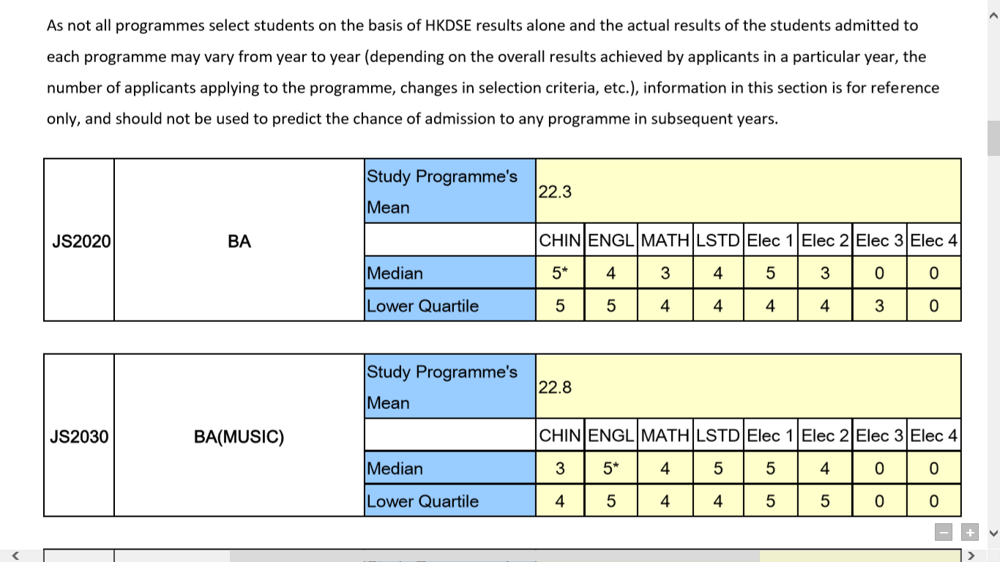 As not all programmes select students on the basis of HKDSE results alone and the actual results of the students admitted to
each programme may vary from year to year (depending on the overall results achieved by applicants in a particular year, the
number of applicants applying to the programme, changes in selection criteria, etc.), information in this section is for reference
only, and should not be used to predict the chance of admission to any programme in subsequent years.
JS2020 BA Study Programme's Mean 22.3
CHIN ENGL MATH LSTD Elec 1 Elec 2 Elec 3 Elec 4
Median 5* 4 3 4 5 3 0 0
Lower Quartile 5 5 4 4 4 4 3 0
JS2030 BA(MUSIC) Study Programme's Mean 22.8
CHIN ENGL MATH LSTD Elec 1 Elec 2 Elec 3 Elec 4
Median 3 5* 4 5 5 4 0 0
Lower Quartile 4 5 4 4 5 5 0 0